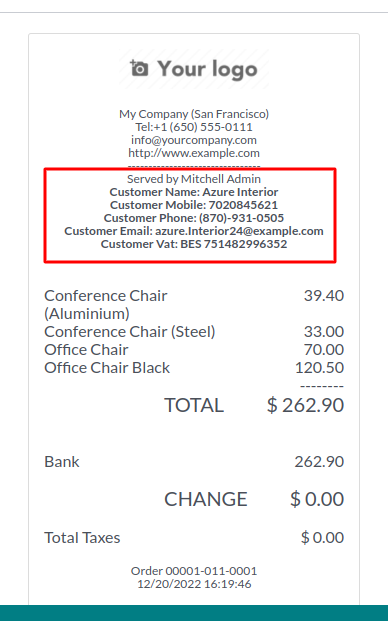 Your logo
My Company (San Francisco)
Tel:+1 (650) 555-0111
info@yourcompany.com
http://www.example.com
--------------------------------
Served by Mitchell Admin
Customer Name: Azure Interior
Customer Mobile: 7020845621
Customer Phone: (870)-931-0505
Customer Email: azure.Interior24@example.com
Customer Vat: BES 751482996352
Conference Chair 39.40
(Aluminium)
Conference Chair (Steel) 33.00
Office Chair 70.00
Office Chair Black 120.50
--------
TOTAL $ 262.90
Bank 262.90
CHANGE $ 0.00
Total Taxes $ 0.00
Order 00001-011-0001
12/20/2022 16:19:46